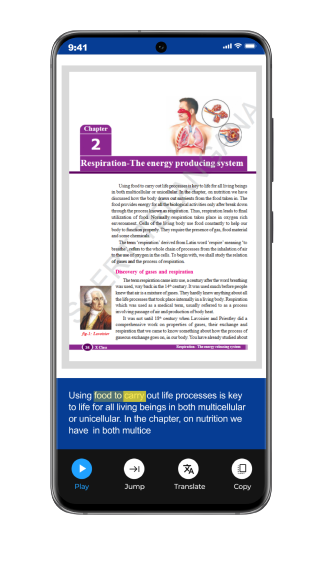 9:41
Chapter
2
Respiration-The energy producing system
Using food to carry out life processes is key to life for all living beings
in both multicellular or unicellular. In the chapter, on nutrition we have
discussed how the body draws out nutrients from the food taken in. The
food provides energy for all the biological activities only after break down
through the process known as respiration. Thus, respiration leads to final
utilization of food. Normally respiration takes place in oxygen rich
environment. Cells of the living body use food constantly to help our
body to function properly. They require the presence of gas, food material
and some chemicals.
The term 'respiration' derived from Latin word 'respire' meaning "to
breathe", refers to the whole chain of processes from the inhalation of air
to the use of oxygen in the cells. To begin with, we shall study the relation
of gases and the process of respiration.
Discovery of gases and respiration
The term respiration came into use, a century after the word breathing
was used, way back in the 14th century. It was used much before people
knew that air is a mixture of gases. They hardly knew anything about all
the life processes that took place internally in a living body. Respiration
which was used as a medical term, usually referred to as a process
involving passage of air and production of body heat.
It was not until 18th century when Lavoisier and Priestley did a
comprehensive work on properties of gases, their exchange and
respiration that we came to know something about how the process of
gaseous exchange goes on, in our body. You have already studied about
fig-1 Lavoisier
X Class
Respiration - The energy producing system
Using food to carry out life processes is key
to life for all living beings in both multicellular
or unicellular. In the chapter, on nutrition we
have in both multice
Play
Jump
Translate
Copy